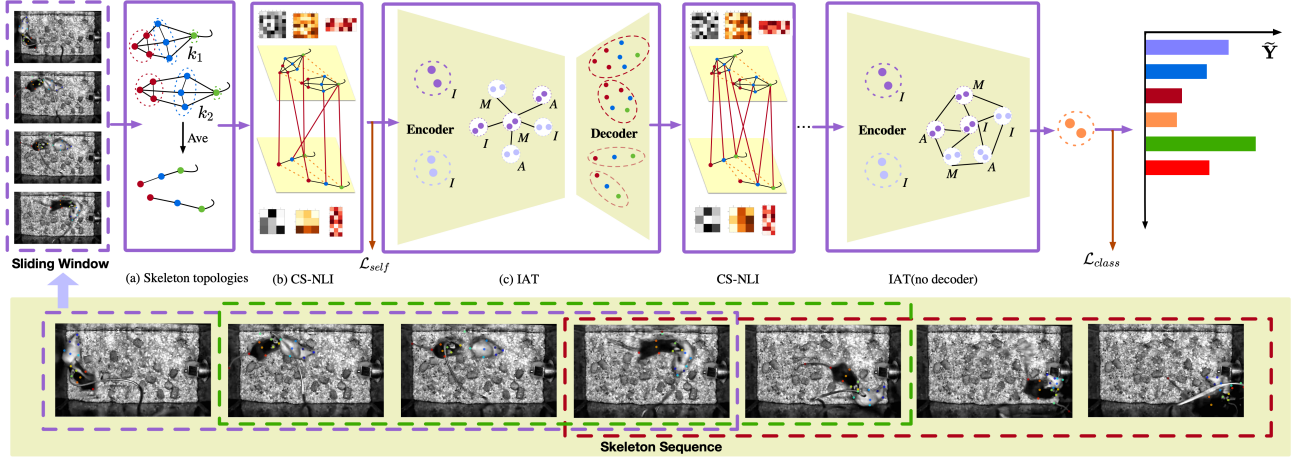 k₁
k₂
Ave
Sliding Window
(a) Skeleton topologies
(b) CS-NLI
ℒself
Encoder
I
I
M
A
I
M
I
A
Decoder
(c) IAT
CS-NLI
Encoder
I
I
M
I
A
I
M
A
IAT(no decoder)
ℒclass
Ỹ
Skeleton Sequence